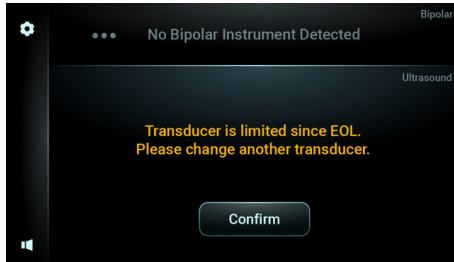 Bipolar
No Bipolar Instrument Detected
Ultrasound
Transducer is limited since EOL.
Please change another transducer.
Confirm